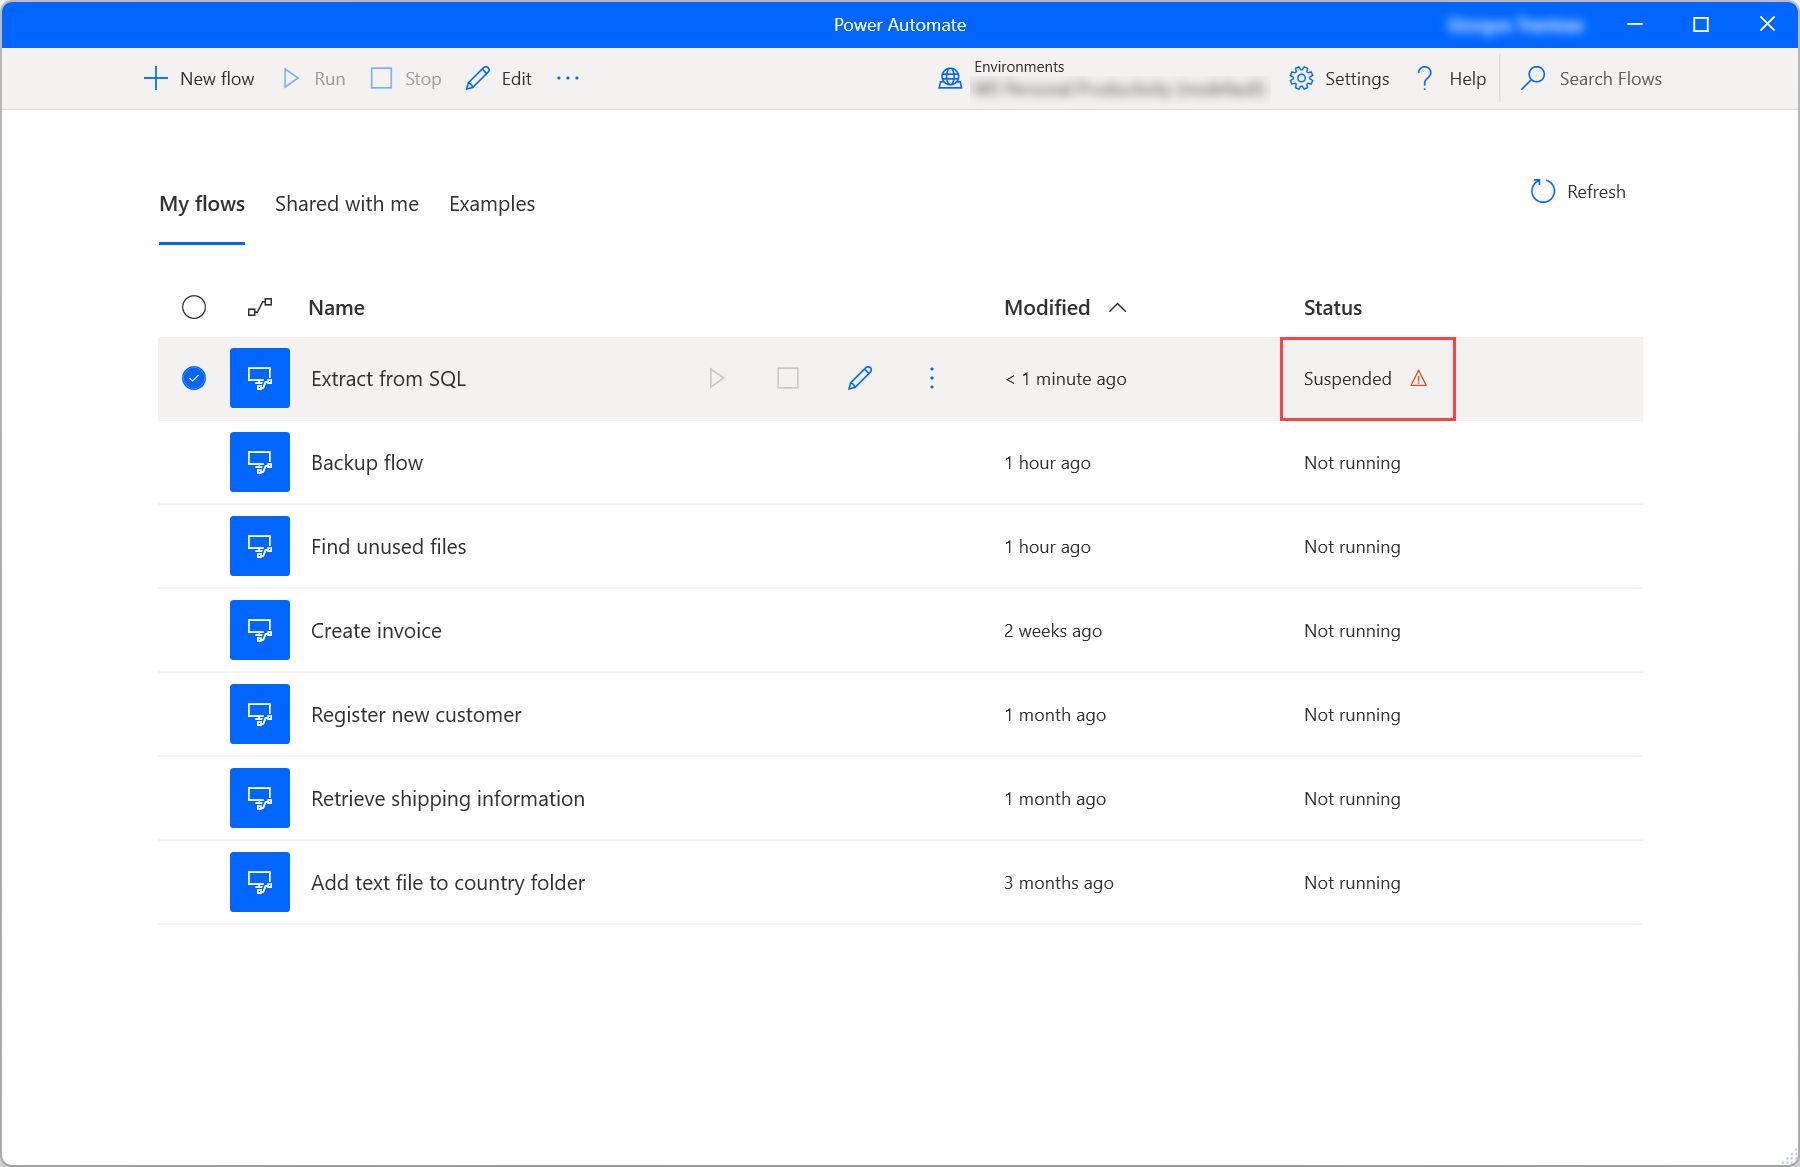 Power Automate
New flow
Run
Stop
Edit
Environments
Settings
Help
Search Flows
My flows
Shared with me
Examples
Refresh
Name
Modified
Status
Extract from SQL
< 1 minute ago
Suspended
Backup flow
1 hour ago
Not running
Find unused files
1 hour ago
Not running
Create invoice
2 weeks ago
Not running
Register new customer
1 month ago
Not running
Retrieve shipping information
1 month ago
Not running
Add text file to country folder
3 months ago
Not running